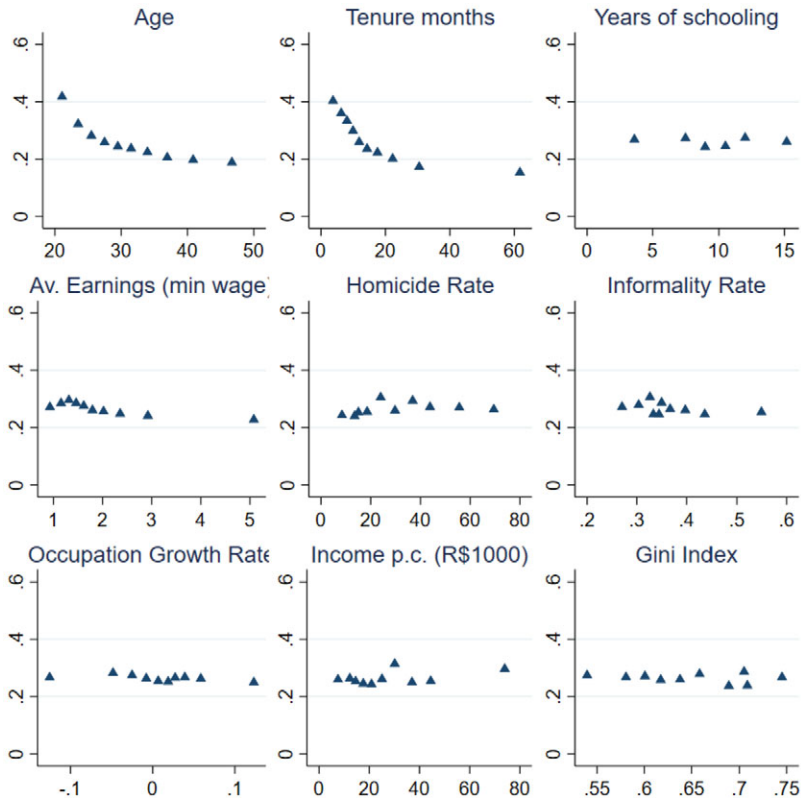 Age
.6
.4
.2
0
20 30 40 50
Tenure months
.6
.4
.2
0
0 20 40 60
Years of schooling
.6
.4
.2
0
0 5 10 15
Av. Earnings (min wage)
.6
.4
.2
0
1 2 3 4 5
Homicide Rate
.6
.4
.2
0
0 20 40 60 80
Informality Rate
.6
.4
.2
0
.2 .3 .4 .5 .6
Occupation Growth Rate
.6
.4
.2
0
-.1 0 .1
Income p.c. (R$1000)
.6
.4
.2
0
0 20 40 60 80
Gini Index
.6
.4
.2
0
.55 .6 .65 .7 .75